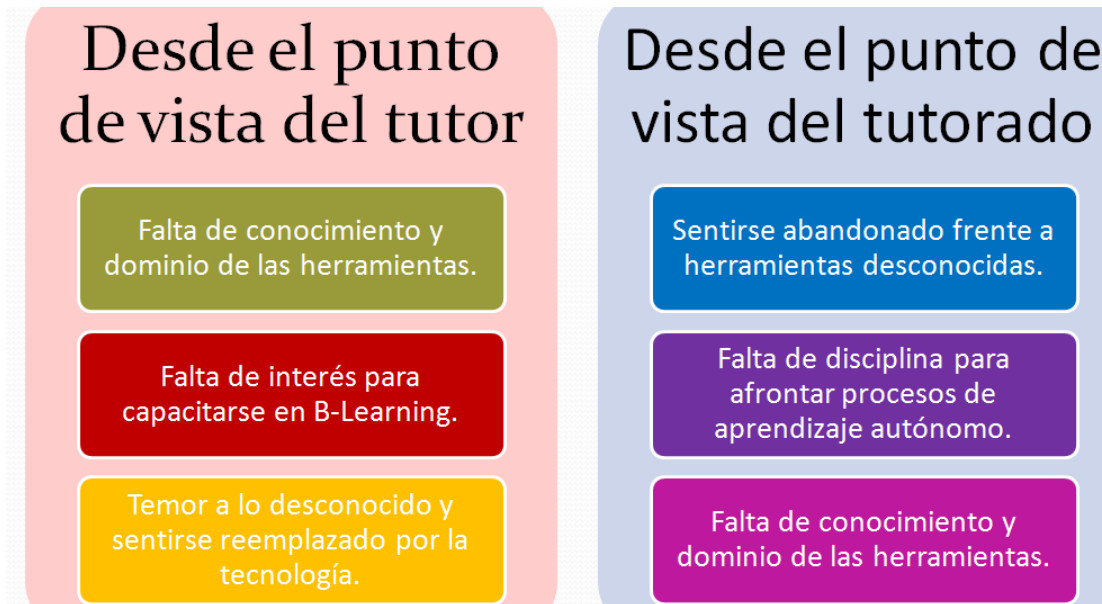 Desde el punto
de vista del tutor
Falta de conocimiento y
dominio de las herramientas.
Falta de interés para
capacitarse en B-Learning.
Temor a lo desconocido y
sentirse reemplazado por la
tecnología.
Desde el punto de
vista del tutorado
Sentirse abandonado frente a
herramientas desconocidas.
Falta de disciplina para
afrontar procesos de
aprendizaje autónomo.
Falta de conocimiento y
dominio de las herramientas.